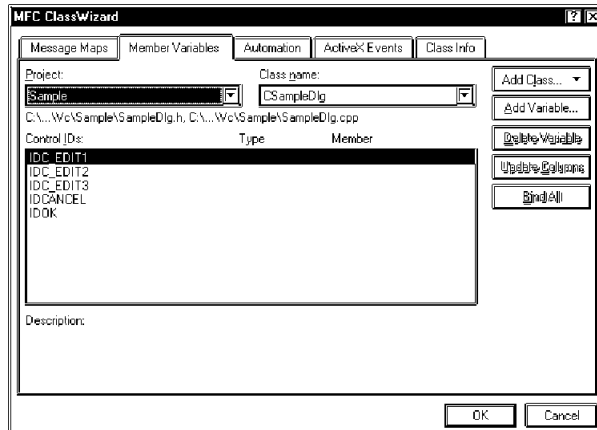 MFC ClassWizard
Message Maps Member Variables Automation ActiveX Events Class Info
Project: Class name:
Sample CSampleDlg
Add Class...
C:\...\Vc\Sample\SampleDlg.h, C:\...\Vc\Sample\SampleDlg.cpp
Add Variable...
Control IDs: Type Member
Delete Variable
IDC_EDIT1
IDC_EDIT2
IDC_EDIT3
IDCANCEL
IDOK
Update Columns
Bind All
Description:
OK Cancel